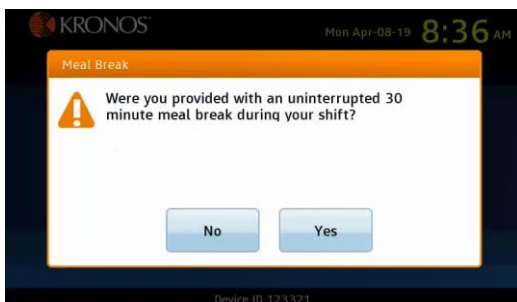 KRONOS
Mon Apr-08-19 8:36 AM
Meal Break
Were you provided with an uninterrupted 30
minute meal break during your shift?
No Yes
Device ID 123321